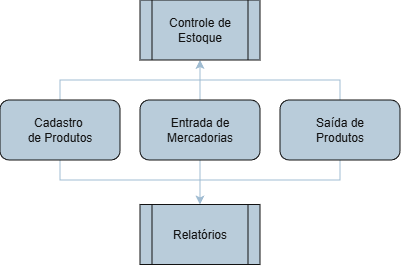 Controle de
Estoque
Cadastro
de Produtos
Entrada de
Mercadorias
Saída de
Produtos
Relatórios